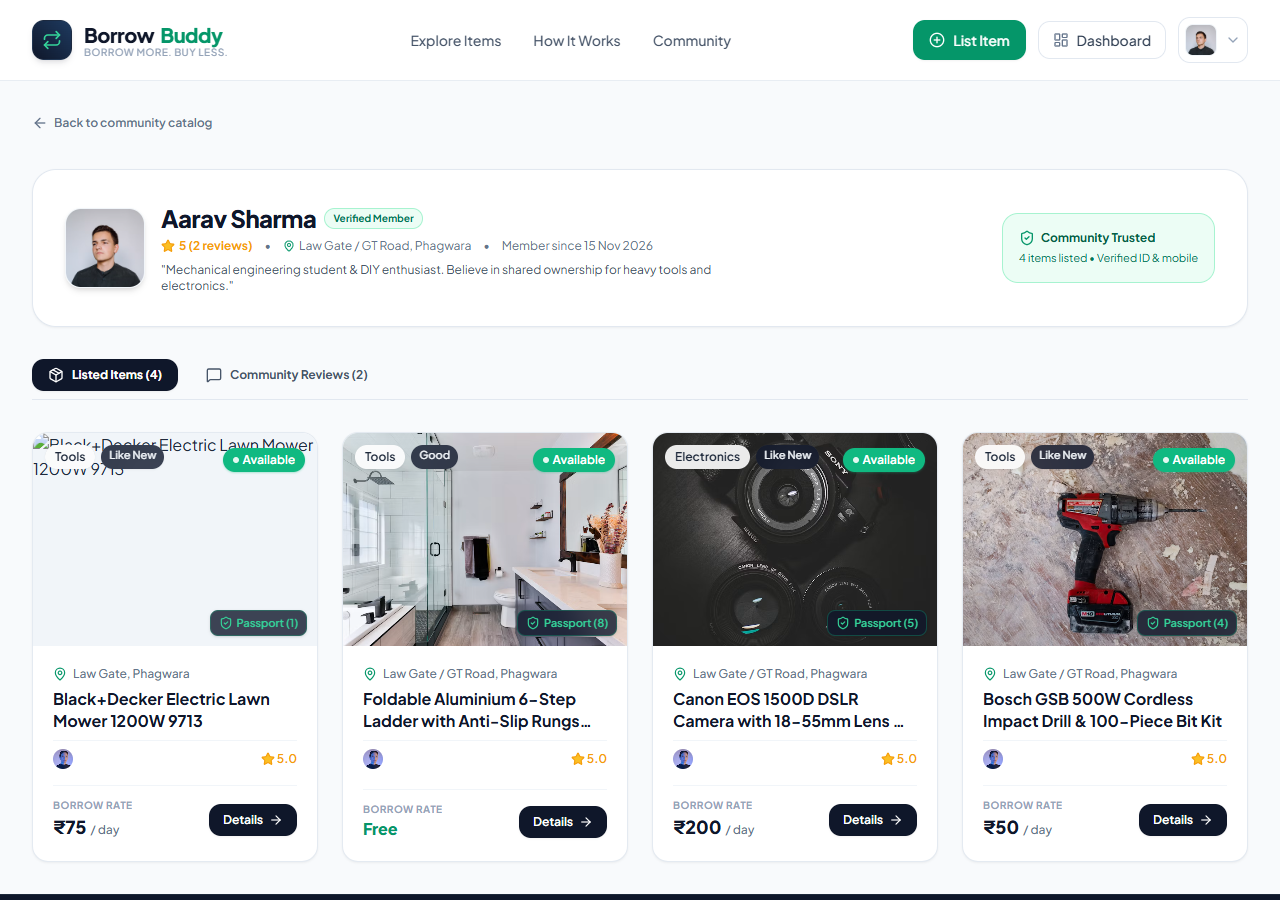 Borrow Buddy
BORROW MORE. BUY LESS.
Explore Items
How It Works
Community
List Item
Dashboard
Back to community catalog
Aarav Sharma
Verified Member
5 (2 reviews) • Law Gate / GT Road, Phagwara • Member since 15 Nov 2026
"Mechanical engineering student & DIY enthusiast. Believe in shared ownership for heavy tools and
electronics."
Community Trusted
4 items listed • Verified ID & mobile
Listed Items (4)
Community Reviews (2)
Black+Decker Electric Lawn Mower
1200W 9713
Tools
Like New
Available
Passport (1)
Law Gate, Phagwara
Black+Decker Electric Lawn
Mower 1200W 9713
5.0
BORROW RATE
₹75 / day
Details
Tools
Good
Available
Passport (8)
Law Gate / GT Road, Phagwara
Foldable Aluminium 6-Step
Ladder with Anti-Slip Rungs...
5.0
BORROW RATE
Free
Details
Electronics
Like New
Available
SONY
Passport (5)
Law Gate / GT Road, Phagwara
Canon EOS 1500D DSLR
Camera with 18-55mm Lens ...
5.0
BORROW RATE
₹200 / day
Details
Tools
Like New
Available
Passport (4)
Law Gate / GT Road, Phagwara
Bosch GSB 500W Cordless
Impact Drill & 100-Piece Bit Kit
5.0
BORROW RATE
₹50 / day
Details